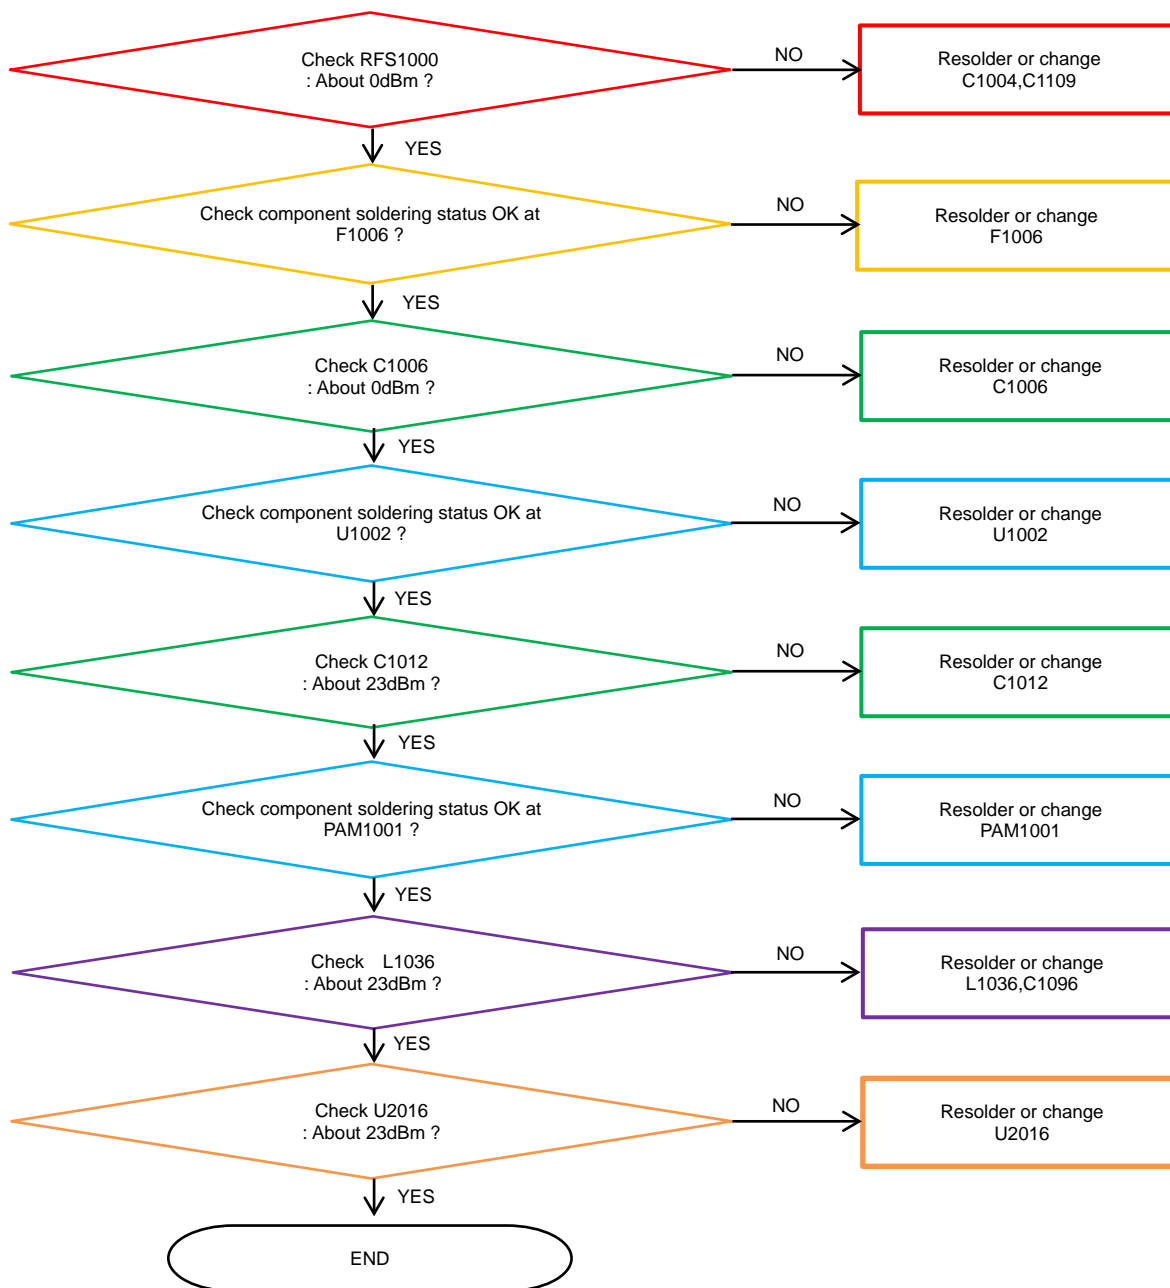 Check RFS1000
: About 0dBm ?
NO
Resolder or change
C1004,C1109
YES
Check component soldering status OK at
F1006 ?
NO
Resolder or change
F1006
YES
Check C1006
: About 0dBm ?
NO
Resolder or change
C1006
YES
Check component soldering status OK at
U1002 ?
NO
Resolder or change
U1002
YES
Check C1012
: About 23dBm ?
NO
Resolder or change
C1012
YES
Check component soldering status OK at
PAM1001 ?
NO
Resolder or change
PAM1001
YES
Check L1036
: About 23dBm ?
NO
Resolder or change
L1036,C1096
YES
Check U2016
: About 23dBm ?
NO
Resolder or change
U2016
YES
END